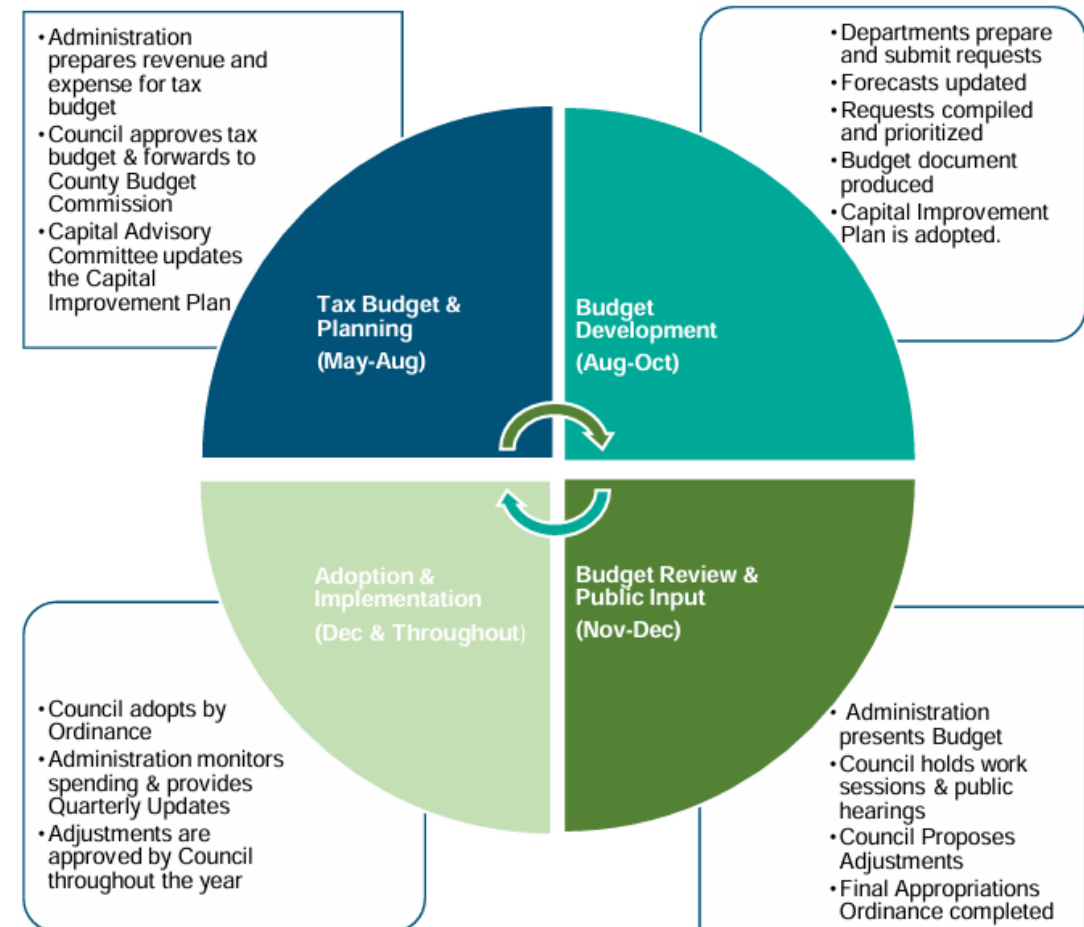 • Administration
prepares revenue and
expense for tax
budget
• Council approves tax
budget & forwards to
County Budget
Commission
• Capital Advisory
Committee updates
the Capital
Improvement Plan
• Departments prepare
and submit requests
• Forecasts updated
• Requests compiled
and prioritized
• Budget document
produced
• Capital Improvement
Plan is adopted.
Tax Budget &
Planning
(May-Aug)
Budget
Development
(Aug-Oct)
Adoption &
Implementation
(Dec & Throughout)
Budget Review &
Public Input
(Nov-Dec)
• Council adopts by
Ordinance
• Administration monitors
spending & provides
Quarterly Updates
• Adjustments are
approved by Council
throughout the year
• Administration
presents Budget
• Council holds work
sessions & public
hearings
• Council Proposes
Adjustments
• Final Appropriations
Ordinance completed